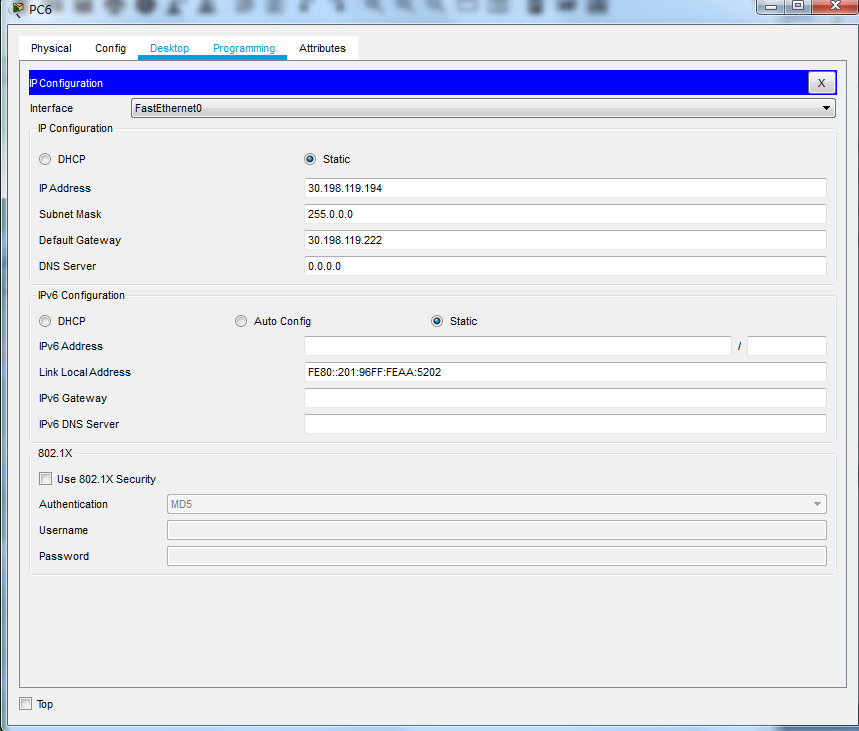 PC6
Physical Config Desktop Programming Attributes
IP Configuration X
Interface FastEthernet0
IP Configuration
DHCP Static
IP Address 30.198.119.194
Subnet Mask 255.0.0.0
Default Gateway 30.198.119.222
DNS Server 0.0.0.0
IPv6 Configuration
DHCP Auto Config Static
IPv6 Address /
Link Local Address FE80::201:96FF:FEAA:5202
IPv6 Gateway
IPv6 DNS Server
802.1X
Use 802.1X Security
Authentication MD5
Username
Password
Top